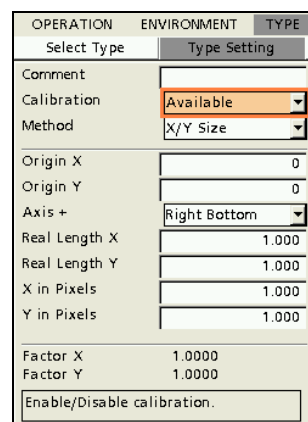 OPERATION ENVIRONMENT TYPE
Select Type Type Setting
Comment
Calibration Available
Method X/Y Size
Origin X 0
Origin Y 0
Axis + Right Bottom
Real Length X 1.000
Real Length Y 1.000
X in Pixels 1.000
Y in Pixels 1.000
Factor X 1.0000
Factor Y 1.0000
Enable/Disable calibration.